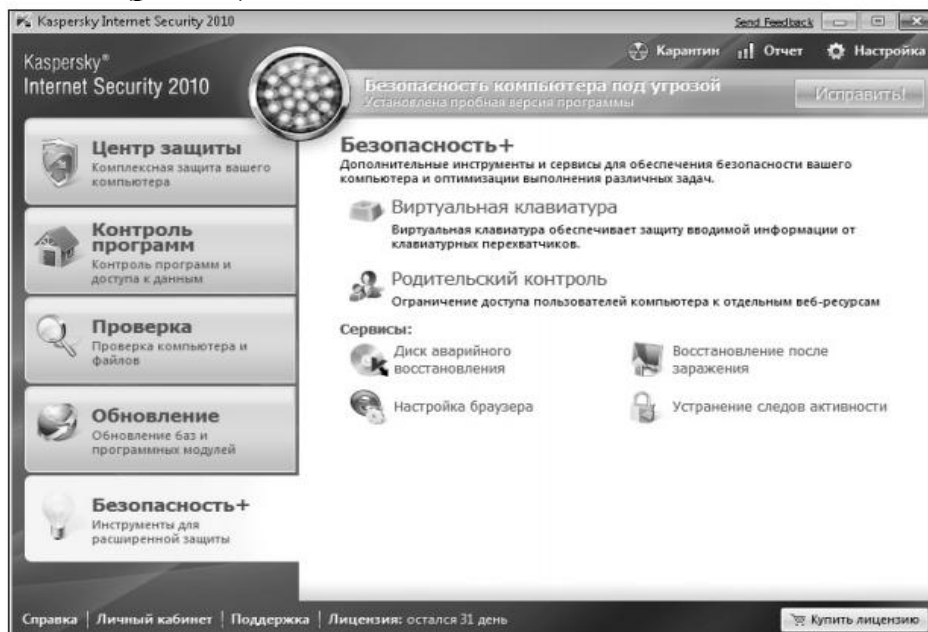 Kaspersky Internet Security 2010
Send Feedback
Карантин
Отчет
Настройка
Kaspersky®
Internet Security 2010
Безопасность компьютера под угрозой
Установлена пробная версия программы
Исправить!
Центр защиты
Комплексная защита вашего
компьютера
Контроль
программ
Контроль программ и
доступа к данным
Проверка
Проверка компьютера и
файлов
Обновление
Обновление баз и
программных модулей
Безопасность+
Инструменты для
расширенной защиты
Безопасность+
Дополнительные инструменты и сервисы для обеспечения безопасности вашего
компьютера и оптимизации выполнения различных задач.
Виртуальная клавиатура
Виртуальная клавиатура обеспечивает защиту вводимой информации от
клавиатурных перехватчиков.
Родительский контроль
Ограничение доступа пользователей компьютера к отдельным веб-ресурсам
Сервисы:
Диск аварийного
восстановления
Восстановление после
заражения
Настройка браузера
Устранение следов активности
Справка | Личный кабинет | Поддержка | Лицензия: остался 31 день
Купить лицензию